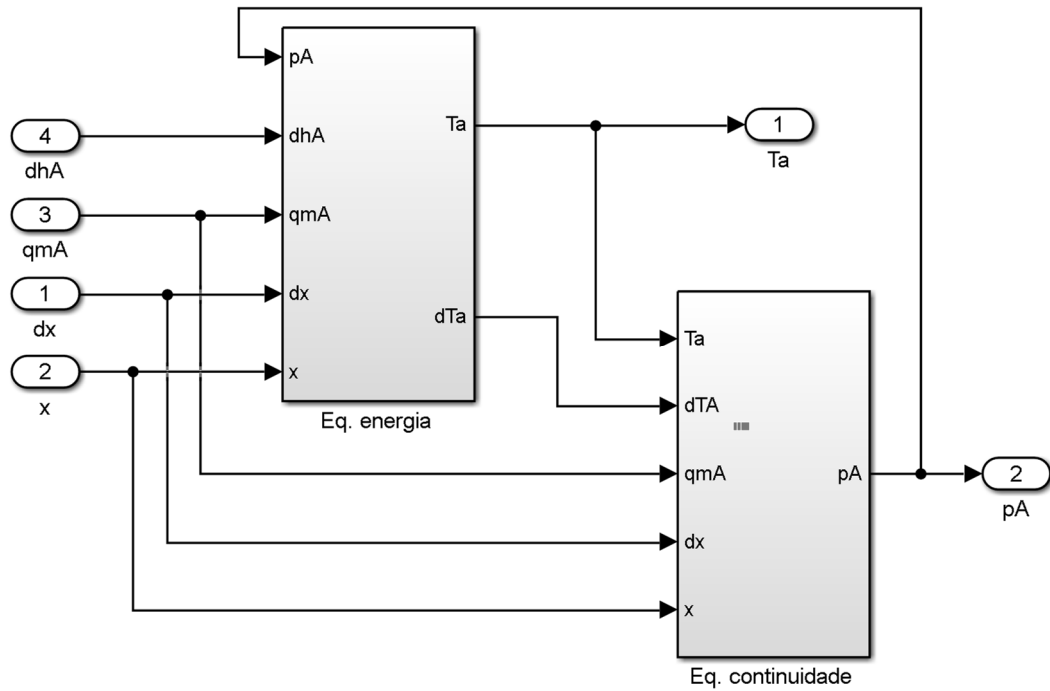 pA
4
dhA
dhA
3
qmA
qmA
1
dx
dx
2
x
x
Ta
dTa
Eq. energia
1
Ta
Ta
dTA
qmA
dx
x
pA
Eq. continuidade
2
pA